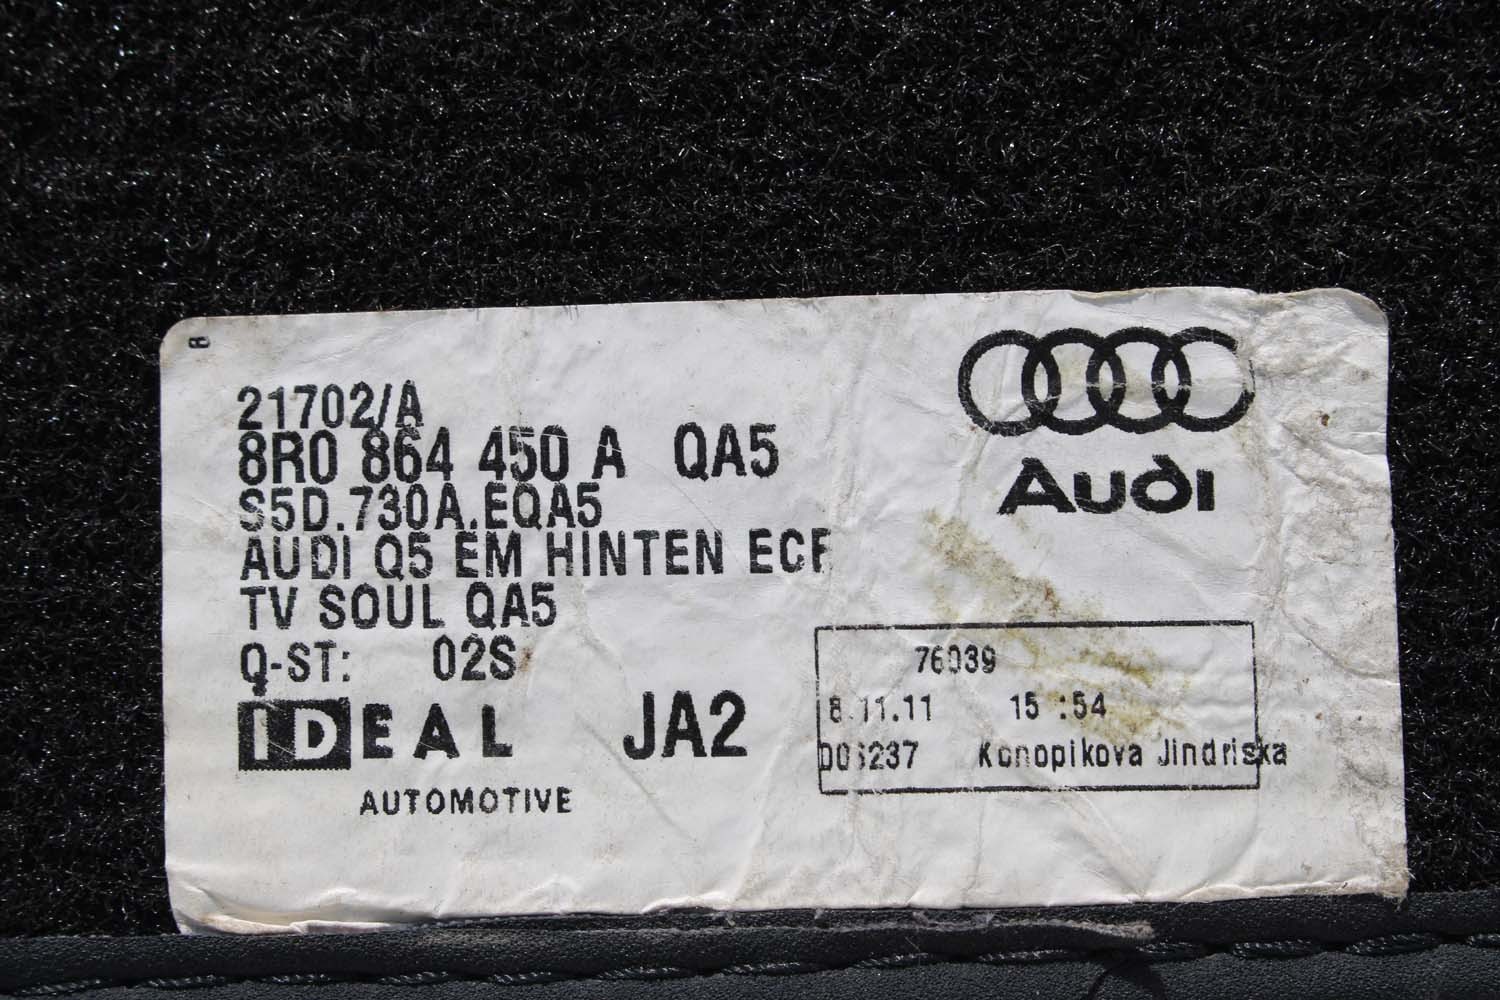 8
21702/A
8R0 864 450 A QA5
S5D.730A.EQA5
AUDI Q5 EM HINTEN
TV SOUL QA5
Q-ST: 02S
IDEAL
AUTOMOTIVE
JA2
Audi
76039
8.11.11 15:54
Konopikova Jindriska